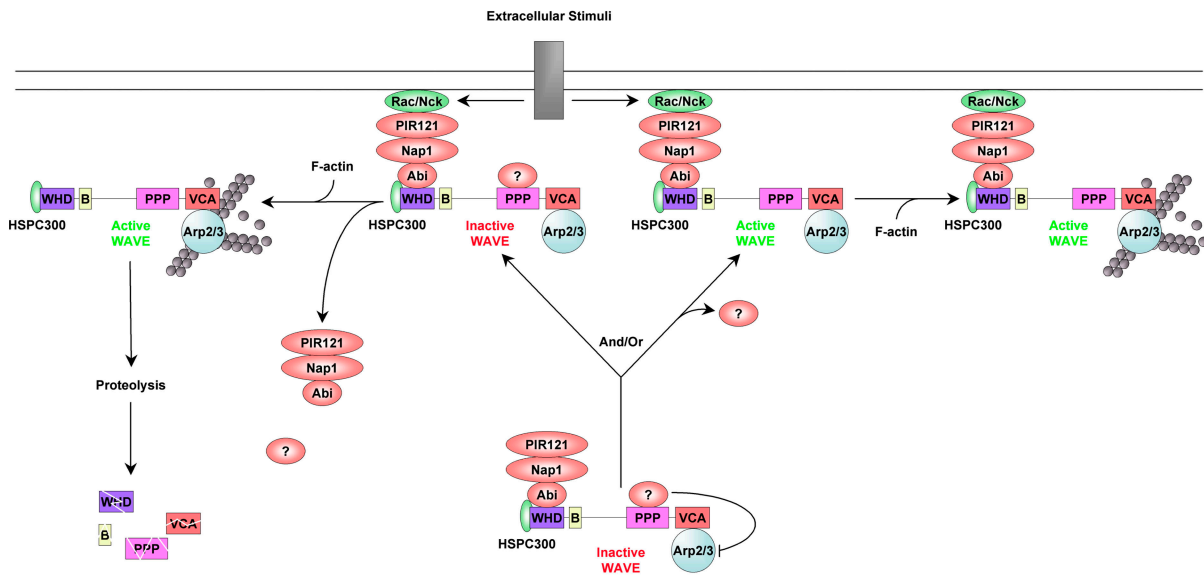 Extracellular Stimuli
Rac/Nck
Rac/Nck
Rac/Nck
PIR121
PIR121
PIR121
Nap1
Nap1
Nap1
F-actin
?
Abi
Abi
Abi
WHD B PPP VCA
WHD B PPP VCA
WHD B PPP VCA
WHD B PPP VCA
HSPC300
Active
WAVE
Arp2/3
HSPC300
Inactive
WAVE
Arp2/3
HSPC300
Active
WAVE
Arp2/3
F-actin
HSPC300
Active
WAVE
Arp2/3
?
And/Or
PIR121
Nap1
Abi
Proteolysis
?
PIR121
Nap1
Abi
?
WHD B PPP VCA
HSPC300
Inactive
WAVE
Arp2/3
WHD
VCA
B
PPP